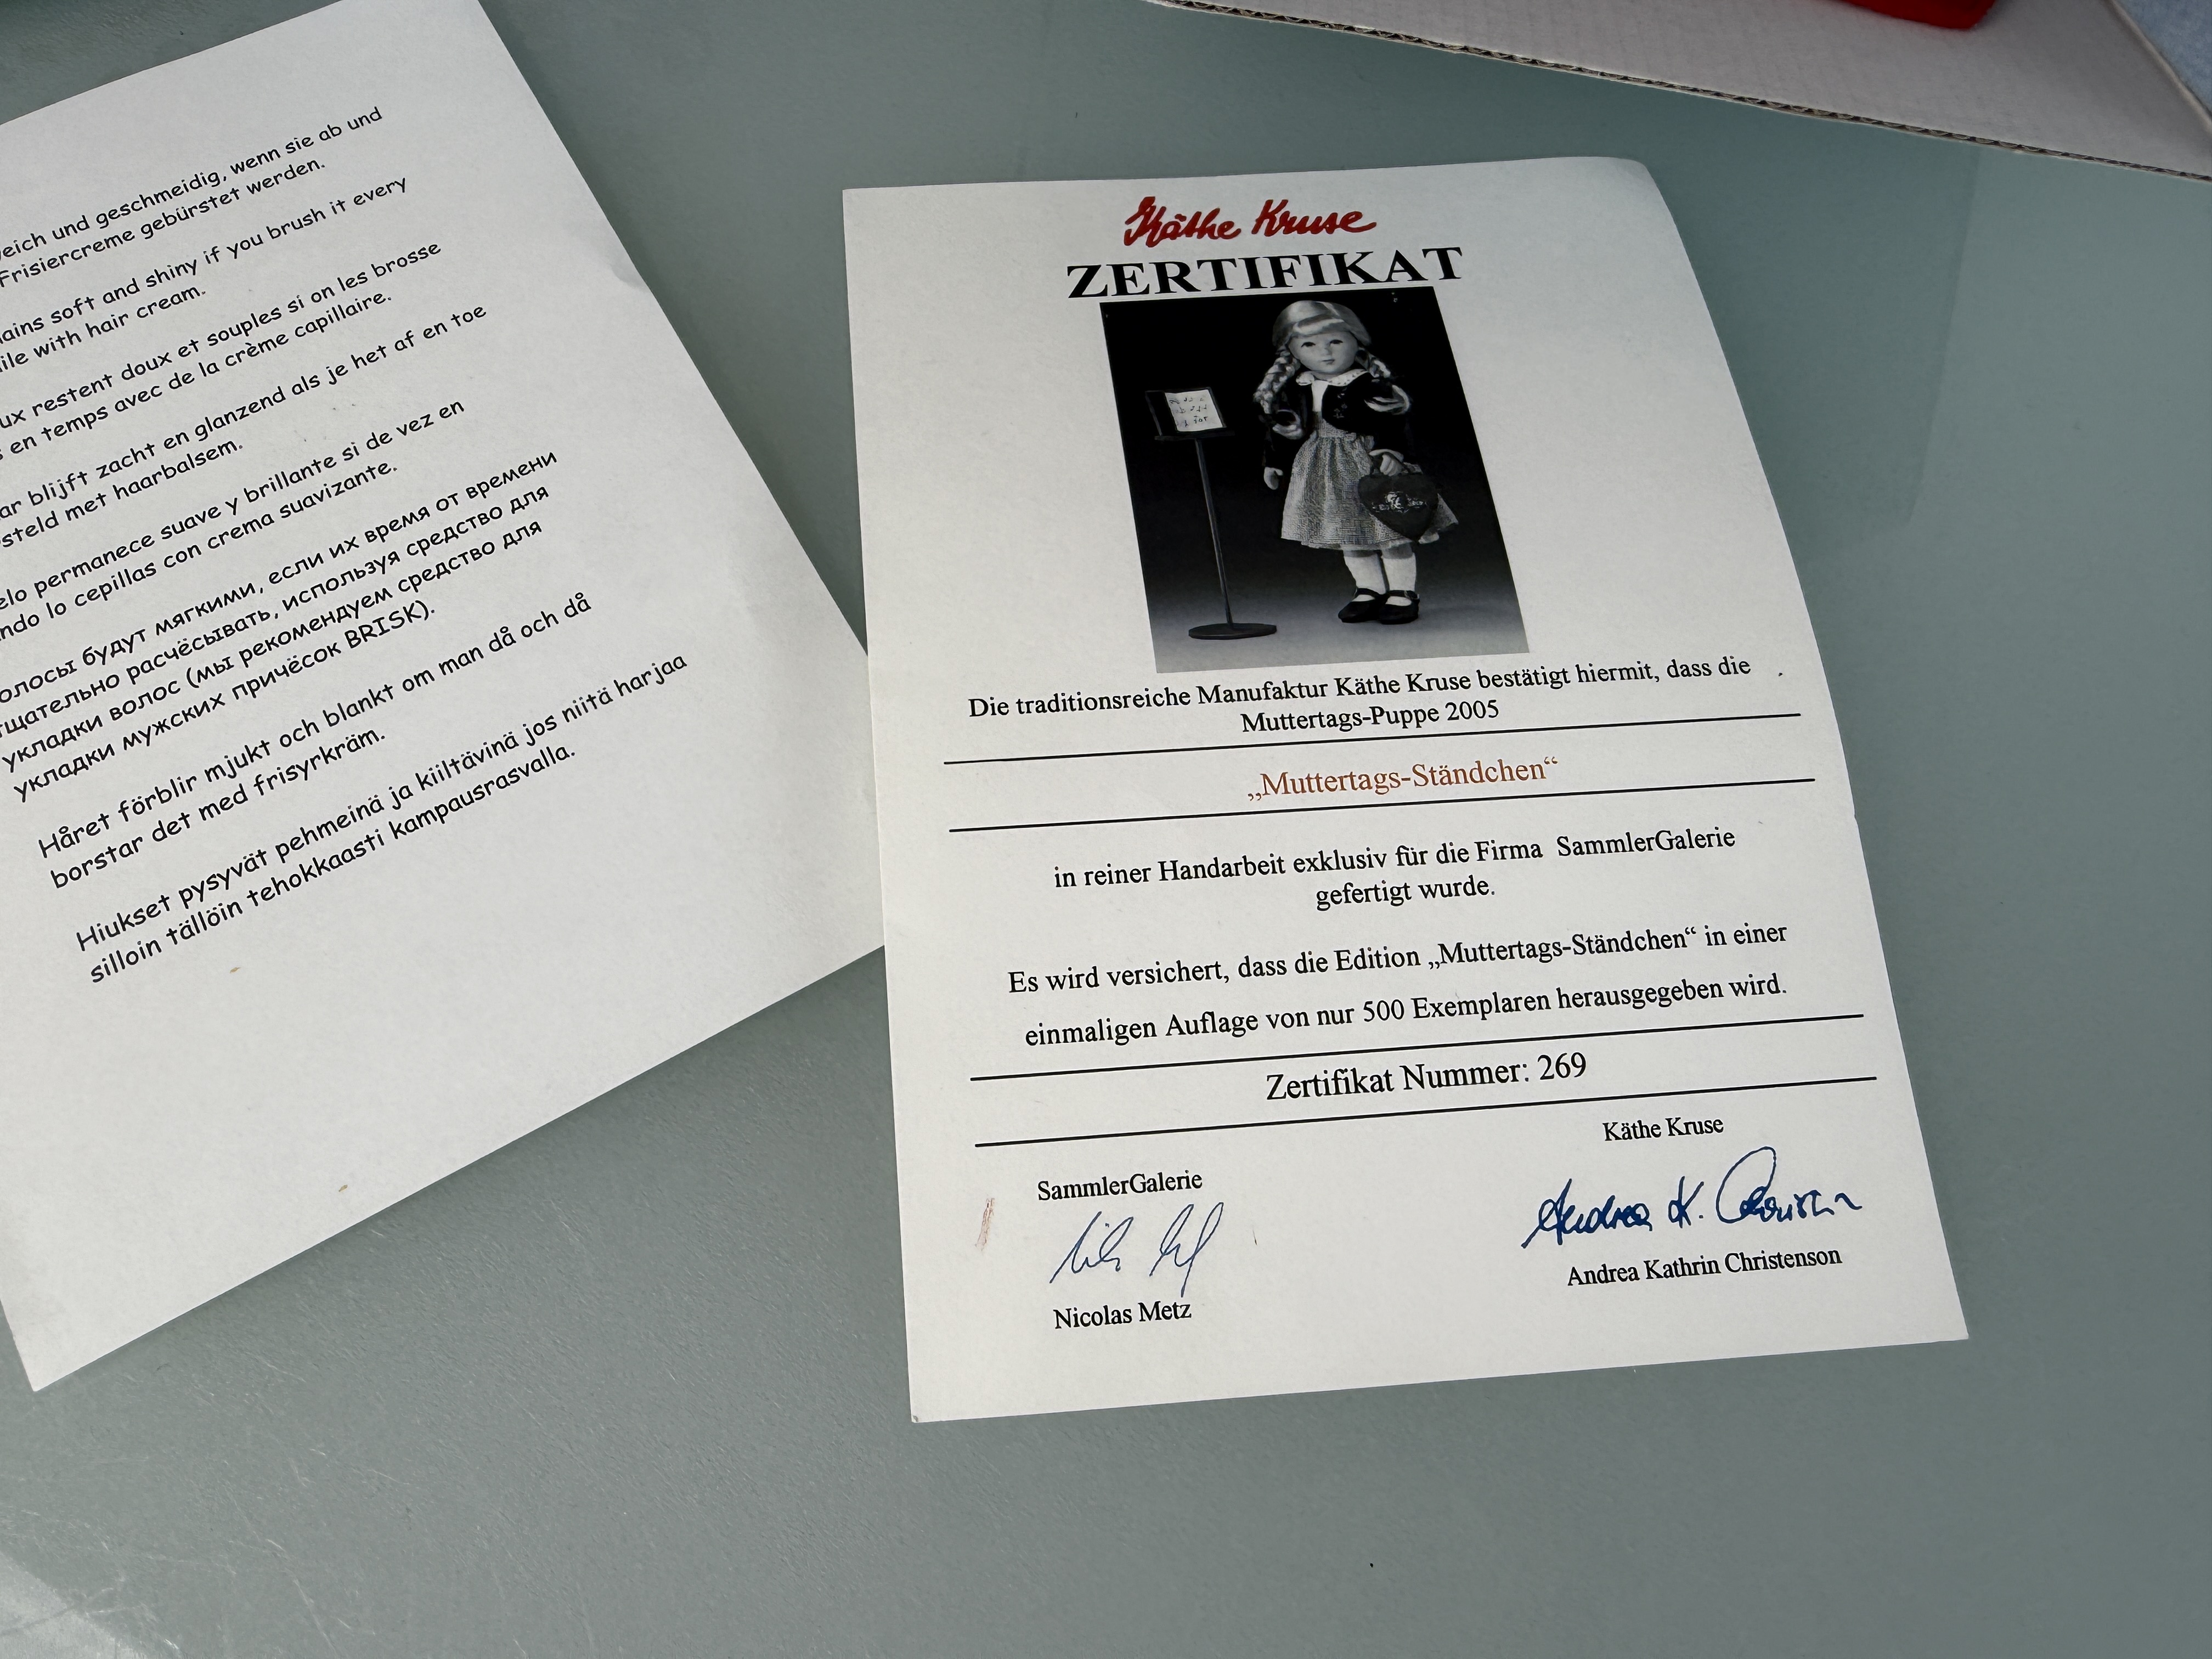 eich und geschmeidig, wenn sie ab und
Frisiercreme gebürstet werden.
ains soft and shiny if you brush it every
ile with hair cream.
ux restent doux et souples si on les brosse
s en temps avec de la crème capillaire.
ar blijft zacht en glanzend als je het af en toe
steld met haarbalsem.
elo permanece suave y brillante si de vez en
ndo lo cepillas con crema suavizante.
олосы будут мягкими, если их время от времени
тщательно расчёсывать, используя средство для
укладки волос (мы рекомендуем средство для
укладки мужских причёсок BRISK).
Håret förblir mjukt och blankt om man då och då
borstar det med frisyrkräm.
Hiukset pysyvät pehmeinä ja kiiltävinä jos niitä harjaa
silloin tällöin tehokkaasti kampausrasvalla.
Käthe Kruse
ZERTIFIKAT
Die traditionsreiche Manufaktur Käthe Kruse bestätigt hiermit, dass die
Muttertags-Puppe 2005
„Muttertags-Ständchen“
in reiner Handarbeit exklusiv für die Firma SammlerGalerie
gefertigt wurde.
Es wird versichert, dass die Edition „Muttertags-Ständchen“ in einer
einmaligen Auflage von nur 500 Exemplaren herausgegeben wird.
Zertifikat Nummer: 269
Käthe Kruse
SammlerGalerie
Andrea K.
Andrea Kathrin Christenson
Nicolas Metz